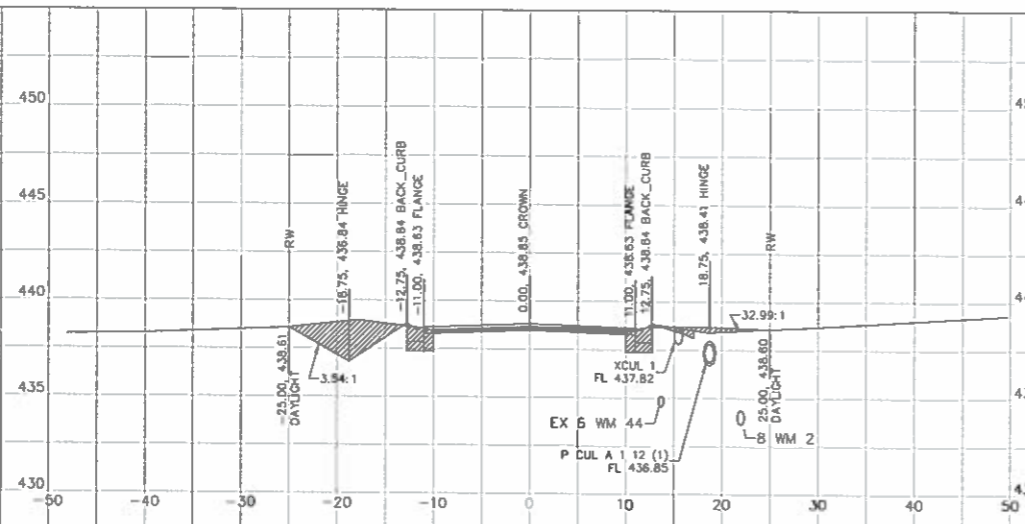 450
445
440
435
430
RW
-18.75, 436.84 HINGE
-12.75, 438.84 BACK_CURB
-11.00, 438.63 FLANGE
0.00, 438.85 CROWN
11.00, 438.63 FLANGE
12.75, 438.84 BACK_CURB
18.75, 438.41 HINGE
RW
32.99:1
-25.00, 438.61
DAYLIGHT
3.54:1
XCUL 1
FL 437.82
25.00, 438.60
DAYLIGHT
EX 6 WM 44
8 WM 2
P CUL A 1 12 (1)
FL 436.85
-50
-40
-30
-20
-10
0
10
20
30
40
50